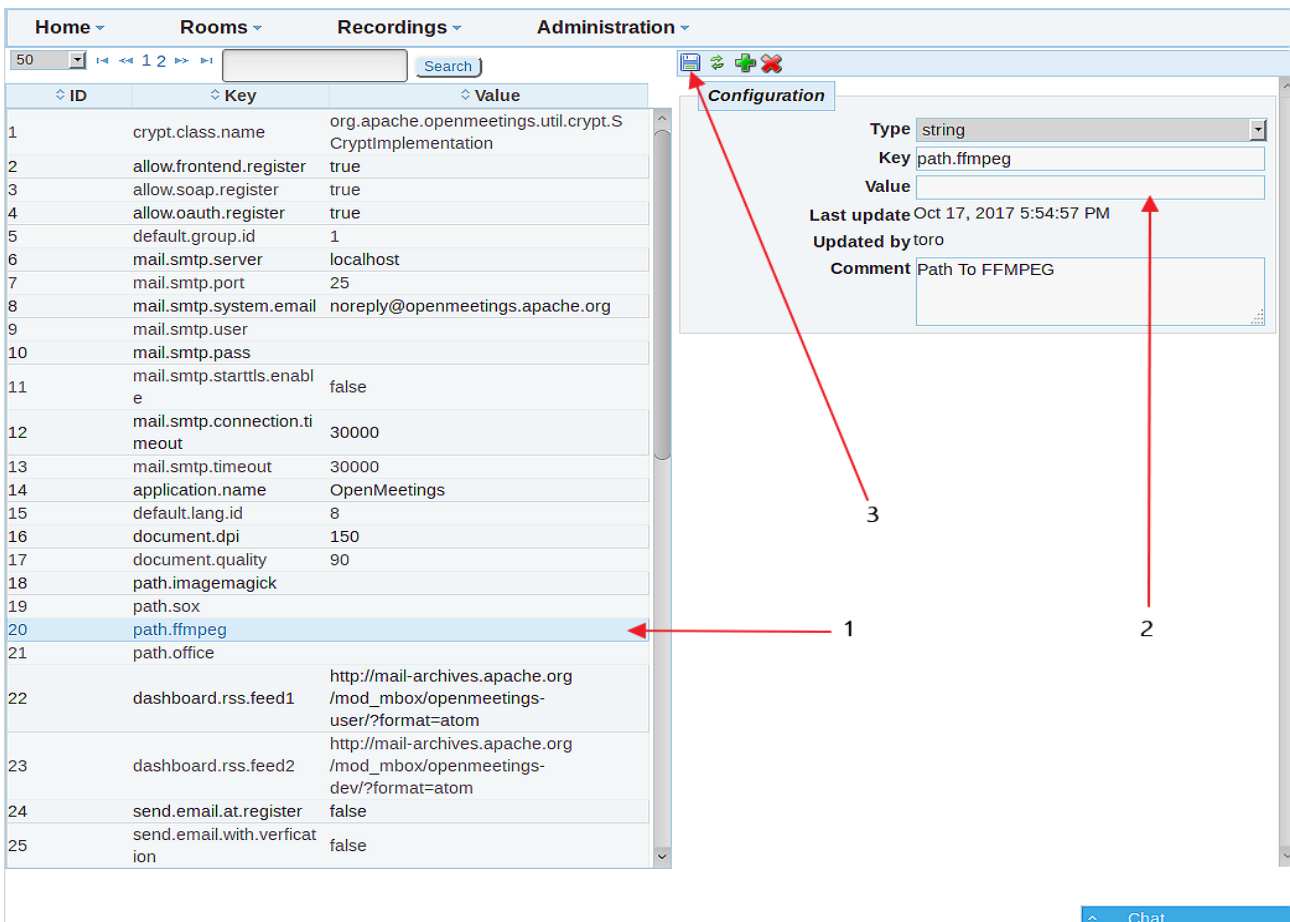 Home Rooms Recordings Administration
50 1 2 Search
ID Key Value
1 crypt.class.name org.apache.openmeetings.util.crypt.S
CryptImplementation
2 allow.frontend.register true
3 allow.soap.register true
4 allow.oauth.register true
5 default.group.id 1
6 mail.smtp.server localhost
7 mail.smtp.port 25
8 mail.smtp.system.email noreply@openmeetings.apache.org
9 mail.smtp.user
10 mail.smtp.pass
11 mail.smtp.starttls.enabl false
e
12 mail.smtp.connection.ti 30000
meout
13 mail.smtp.timeout 30000
14 application.name OpenMeetings
15 default.lang.id 8
16 document.dpi 150
17 document.quality 90
18 path.imagemagick
19 path.sox
20 path.ffmpeg
21 path.office
22 dashboard.rss.feed1 http://mail-archives.apache.org
/mod_mbox/openmeetings-
user/?format=atom
23 dashboard.rss.feed2 http://mail-archives.apache.org
/mod_mbox/openmeetings-
dev/?format=atom
24 send.email.at.register false
25 send.email.with.verficat false
ion
Configuration
Type string
Key path.ffmpeg
Value
Last update Oct 17, 2017 5:54:57 PM
Updated by toro
Comment Path To FFMPEG
3
1
2
Chat